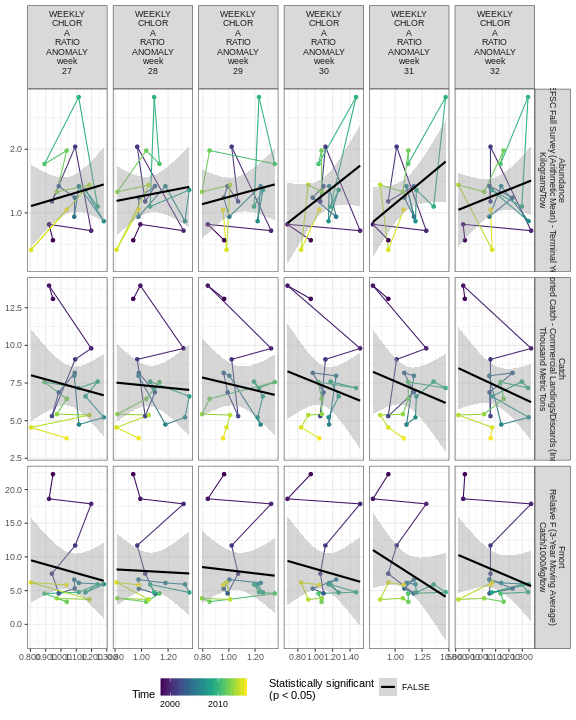 WEEKLY CHLOR A RATIO ANOMALY week 27
WEEKLY CHLOR A RATIO ANOMALY week 28
WEEKLY CHLOR A RATIO ANOMALY week 29
WEEKLY CHLOR A RATIO ANOMALY week 30
WEEKLY CHLOR A RATIO ANOMALY week 31
WEEKLY CHLOR A RATIO ANOMALY week 32
2.0
1.0
Abundance
Fall Survey (Arithmetic Mean) - Terminal
Kilograms/Tow
12.5
10.0
7.5
5.0
2.5
Catch
Catch - Commercial Landings/Discards
Thousand Metric Tons
20.0
15.0
10.0
5.0
0.0
Fmort
Relative F (3-Year Moving Average)
Catch/1000/kg/tow
1.00 1.20
0.80 1.00 1.20
0.80 1.00 1.20 1.40
1.00 1.25
Time
2000 2010
Statistically significant
(p < 0.05)
FALSE